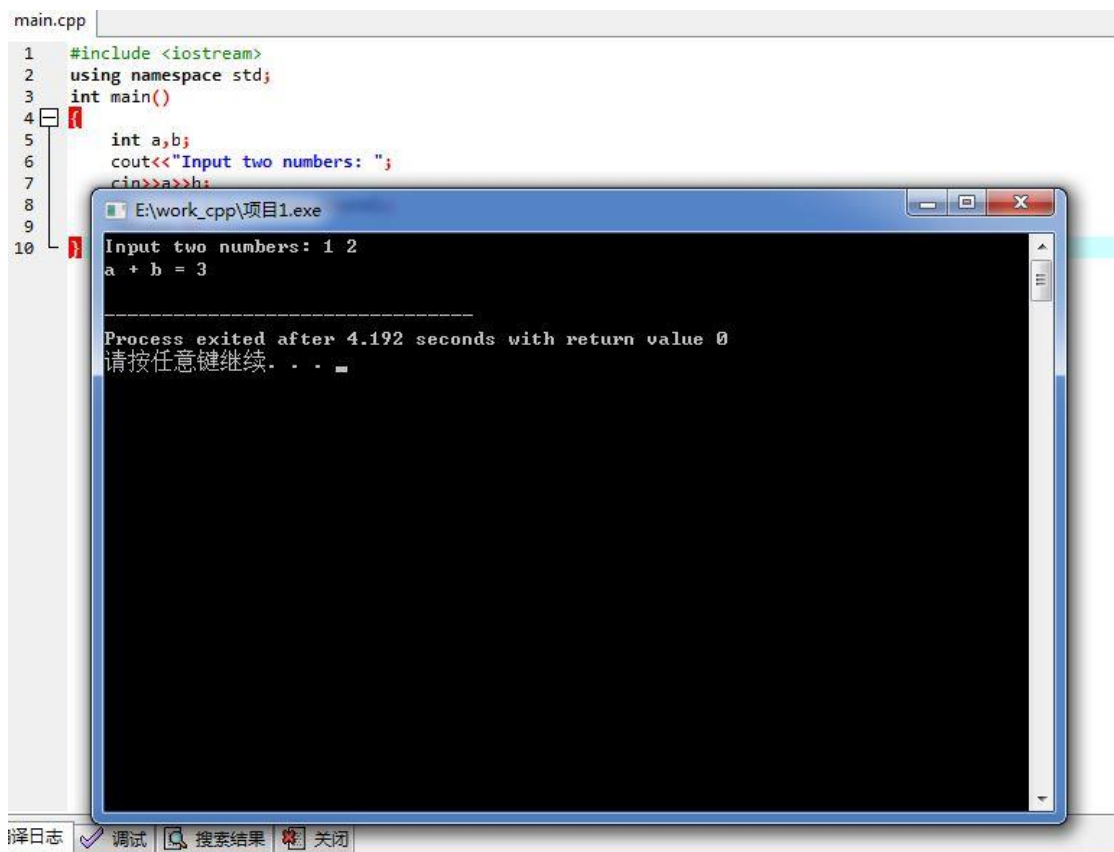 main.cpp
1 #include <iostream>
2 using namespace std;
3 int main()
4 {
5 int a,b;
6 cout<<"Input two numbers: ";
7 cin>>a>>b;
8
9
10 }
E:\work_cpp\项目1.exe
Input two numbers: 1 2
a + b = 3
--------------------------------
Process exited after 4.192 seconds with return value 0
请按任意键继续. . .
译日志 调试 搜索结果 关闭